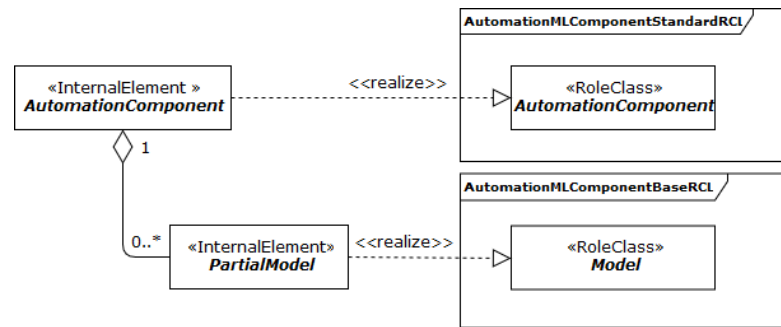 AutomationMLComponentStandardRCL
«InternalElement »
AutomationComponent
<<realize>>
«RoleClass»
AutomationComponent
1
AutomationMLComponentBaseRCL
0..*
«InternalElement»
PartialModel
<<realize>>
«RoleClass»
Model